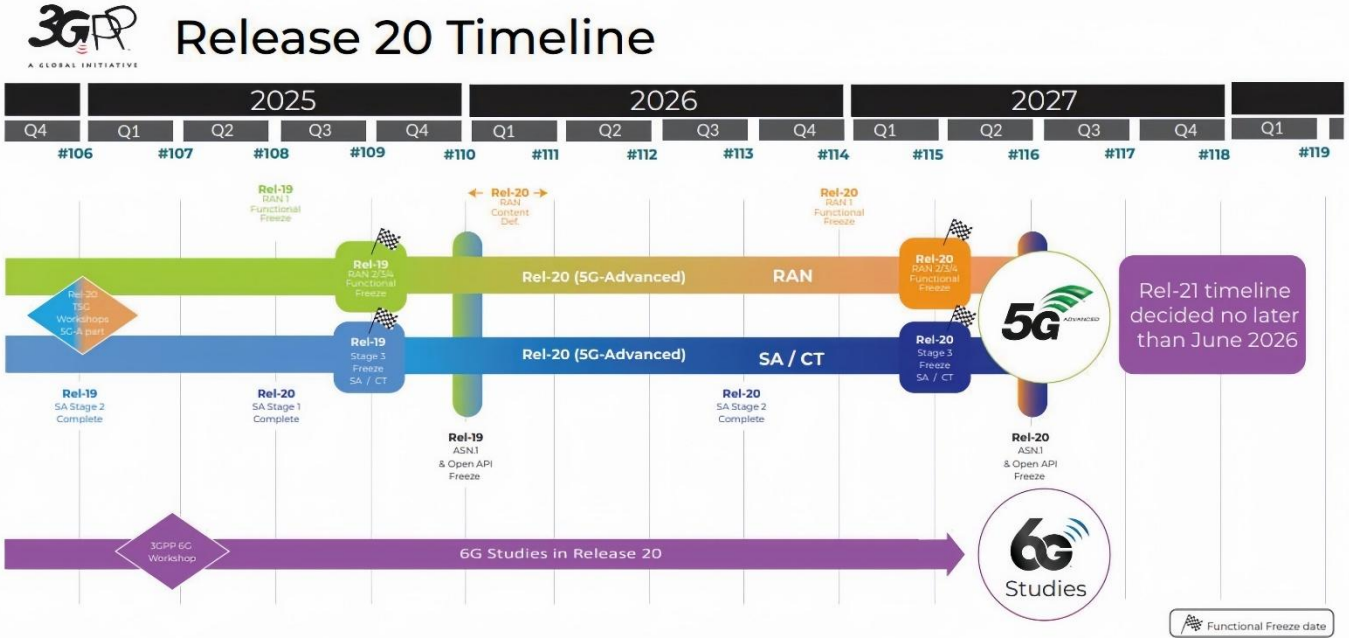 3GPP
A GLOBAL INITIATIVE
Release 20 Timeline
2025 2026 2027
Q4 Q1 Q2 Q3 Q4 Q1 Q2 Q3 Q4 Q1 Q2 Q3 Q4 Q1
#106 #107 #108 #109 #110 #111 #112 #113 #114 #115 #116 #117 #118 #119
Rel-19
RAN 1
Functional
Freeze
Rel-20
RAN
Content
Def.
Rel-20
RAN 1
Functional
Freeze
Rel-19
RAN 2/3/4
Functional
Freeze
Rel-20 (5G-Advanced) RAN
Rel-20
RAN 2/3/4
Functional
Freeze
Rel-20
TSG
Workshops
5G-A part
5G ADVANCED
Rel-21 timeline
decided no later
than June 2026
Rel-19
Stage 3
Freeze
SA / CT
Rel-20 (5G-Advanced) SA / CT
Rel-20
Stage 3
Freeze
SA / CT
Rel-19
SA Stage 2
Complete
Rel-20
SA Stage 1
Complete
Rel-20
SA Stage 2
Complete
Rel-19
ASN.1
& Open API
Freeze
Rel-20
ASN.1
& Open API
Freeze
3GPP 6G
Workshop
6G Studies in Release 20
6G
Studies
Functional Freeze date